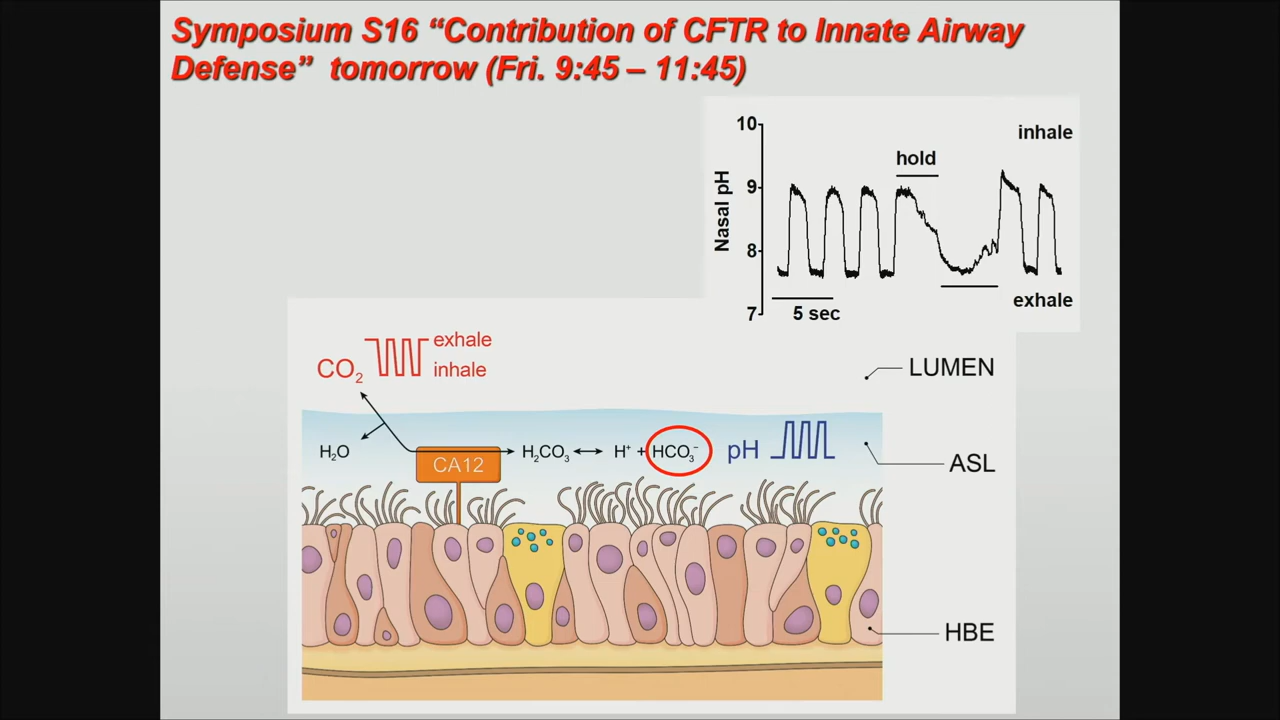 Symposium S16 “Contribution of CFTR to Innate Airway
Defense” tomorrow (Fri. 9:45 – 11:45)
10
inhale
hold
9
Nasal pH
8
exhale
7
5 sec
exhale
CO2
inhale
LUMEN
H2O
CA12
H2CO3
H+ + HCO3−
pH
ASL
HBE